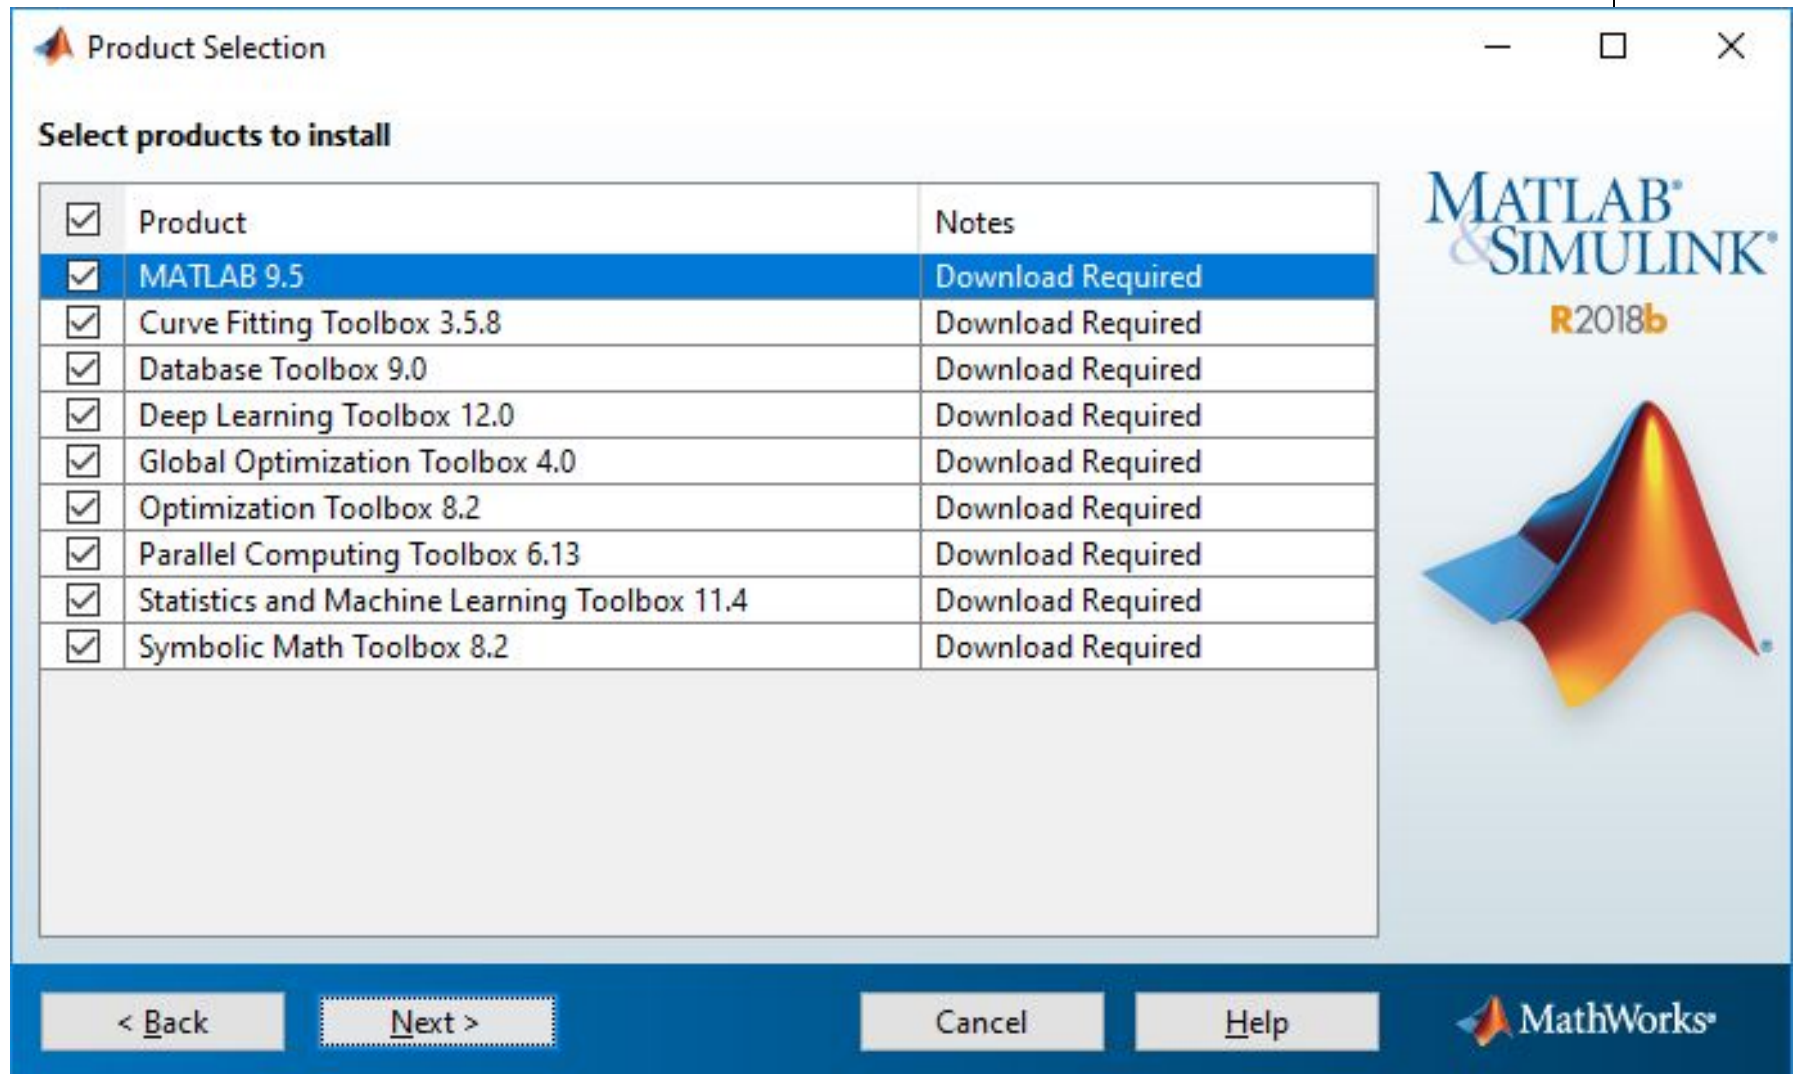 Product Selection
Select products to install
Product Notes
MATLAB 9.5 Download Required
Curve Fitting Toolbox 3.5.8 Download Required
Database Toolbox 9.0 Download Required
Deep Learning Toolbox 12.0 Download Required
Global Optimization Toolbox 4.0 Download Required
Optimization Toolbox 8.2 Download Required
Parallel Computing Toolbox 6.13 Download Required
Statistics and Machine Learning Toolbox 11.4 Download Required
Symbolic Math Toolbox 8.2 Download Required
MATLAB®
&SIMULINK®
R2018b
®
< Back Next > Cancel Help
MathWorks®